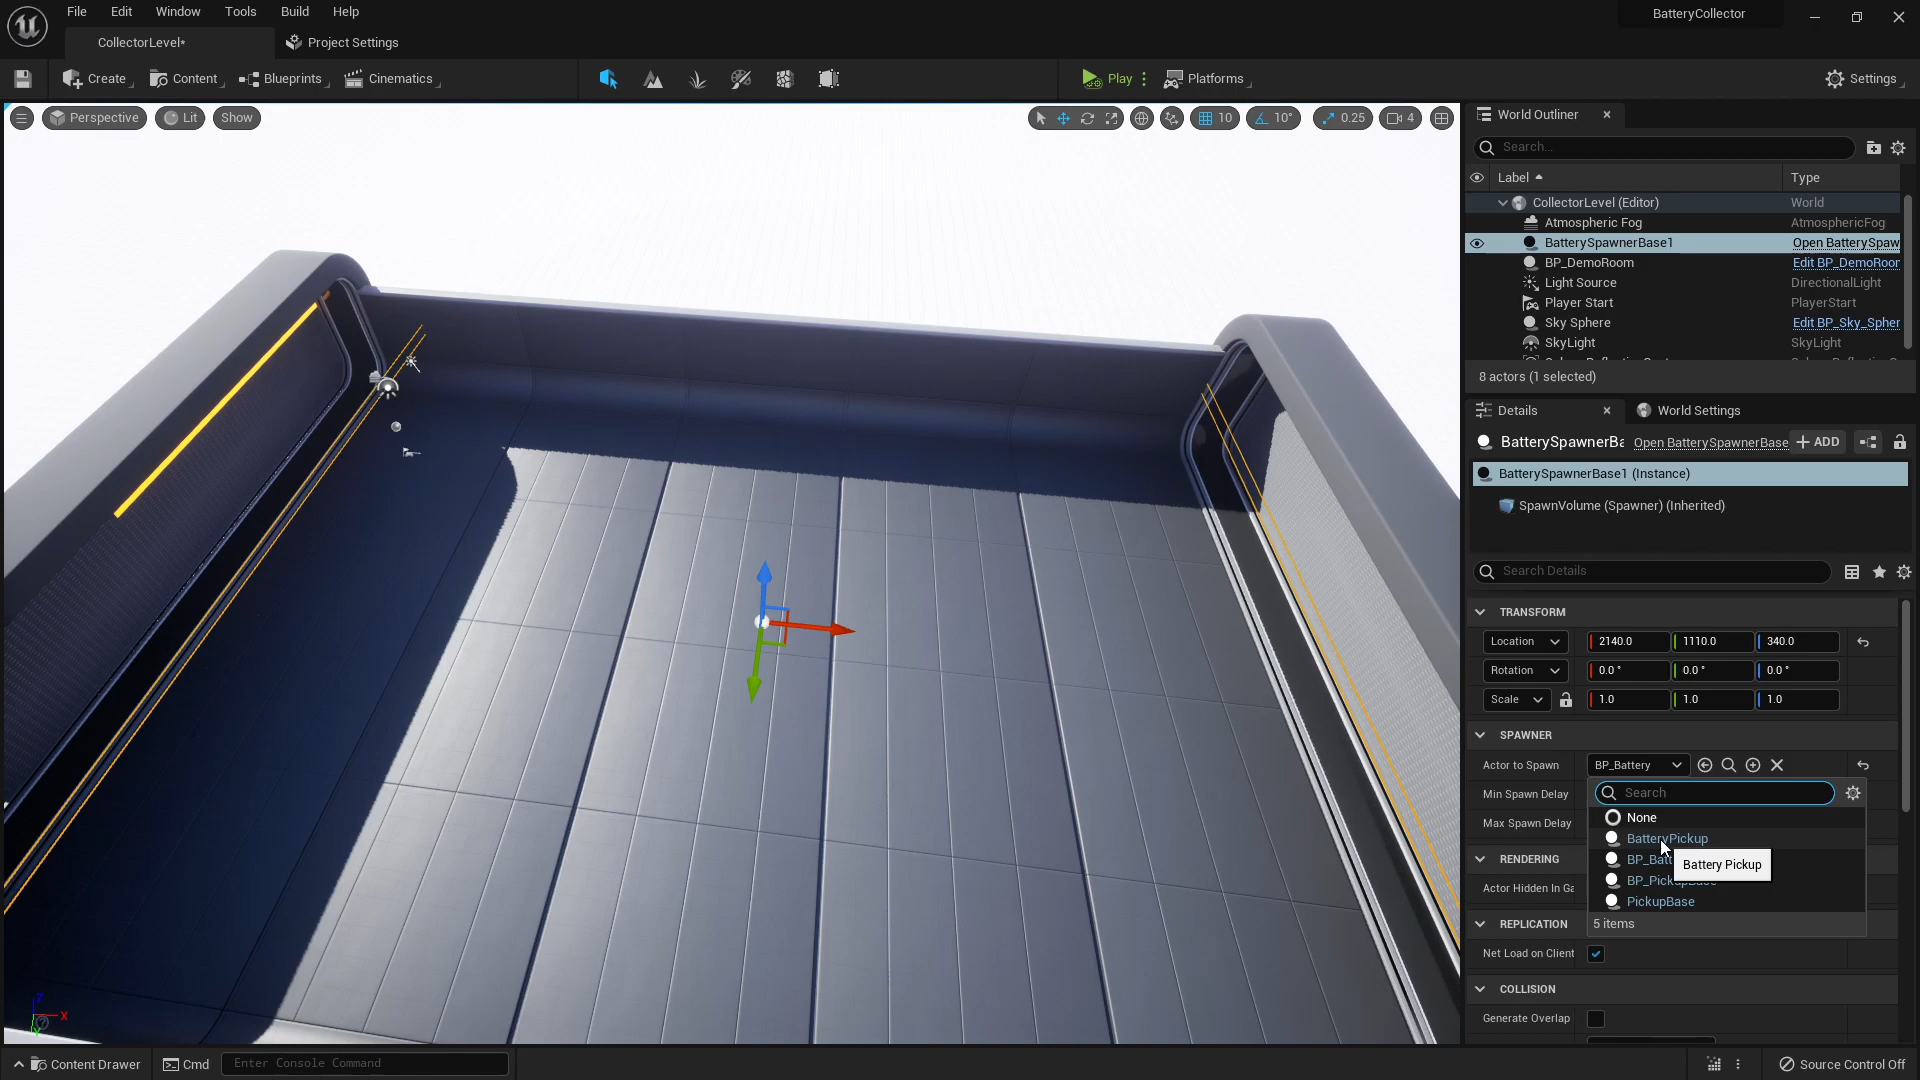 File Edit Window Tools Build Help
BatteryCollector
CollectorLevel*
Project Settings
Create
Content
Blueprints
Cinematics
Play
Platforms
Settings
Perspective
Lit
Show
10
10°
0.25
4
World Outliner
Search...
Label
Type
CollectorLevel (Editor) World
Atmospheric Fog AtmosphericFog
BatterySpawnerBase1 Open BatterySpaw
BP_DemoRoom Edit BP_DemoRoor
Light Source DirectionalLight
Player Start PlayerStart
Sky Sphere Edit BP_Sky_Spher
SkyLight SkyLight
8 actors (1 selected)
Details
World Settings
BatterySpawnerBa Open BatterySpawnerBase ADD
BatterySpawnerBase1 (Instance)
SpawnVolume (Spawner) (Inherited)
Search Details
TRANSFORM
Location 2140.0 1110.0 340.0
Rotation 0.0° 0.0° 0.0°
Scale 1.0 1.0 1.0
SPAWNER
Actor to Spawn BP_Battery
Search
Min Spawn Delay
None
Max Spawn Delay
BatteryPickup
RENDERING
BP_Batt
Battery Pickup
Actor Hidden In Ga
BP_PickupBase
PickupBase
REPLICATION
5 items
Net Load on Client
COLLISION
Generate Overlap
Content Drawer
Cmd
Enter Console Command
Source Control Off
X